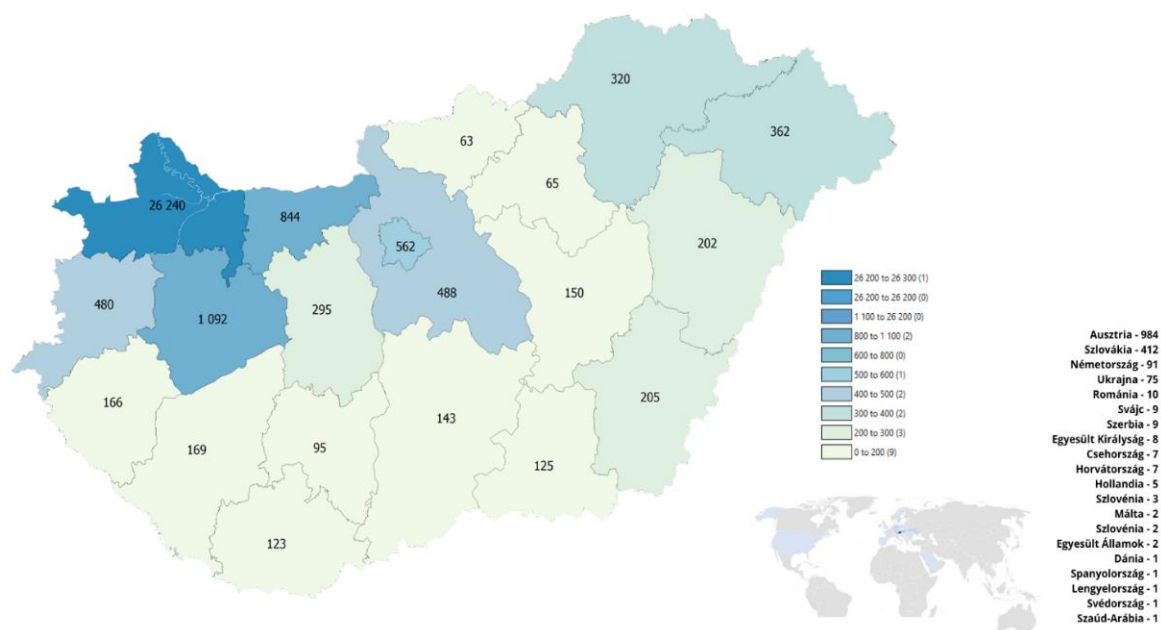 320
362
63
65
26 240
844
202
562
480
1 092
295
488
150
166
169
95
143
125
205
123
26 200 to 26 300 (1)
26 200 to 26 200 (0)
1 100 to 26 200 (0)
800 to 1 100 (2)
600 to 800 (0)
500 to 600 (1)
400 to 500 (2)
300 to 400 (2)
200 to 300 (3)
0 to 200 (9)
Ausztria - 984
Szlovákia - 412
Németország - 91
Ukrajna - 75
Románia - 10
Svájc - 9
Szerbia - 9
Egyesült Királyság - 8
Csehország - 7
Horvátország - 7
Hollandia - 5
Szlovénia - 3
Málta - 2
Szlovénia - 2
Egyesült Államok - 2
Dánia - 1
Spanyolország - 1
Lengyelország - 1
Svédország - 1
Szaúd-Arábia - 1